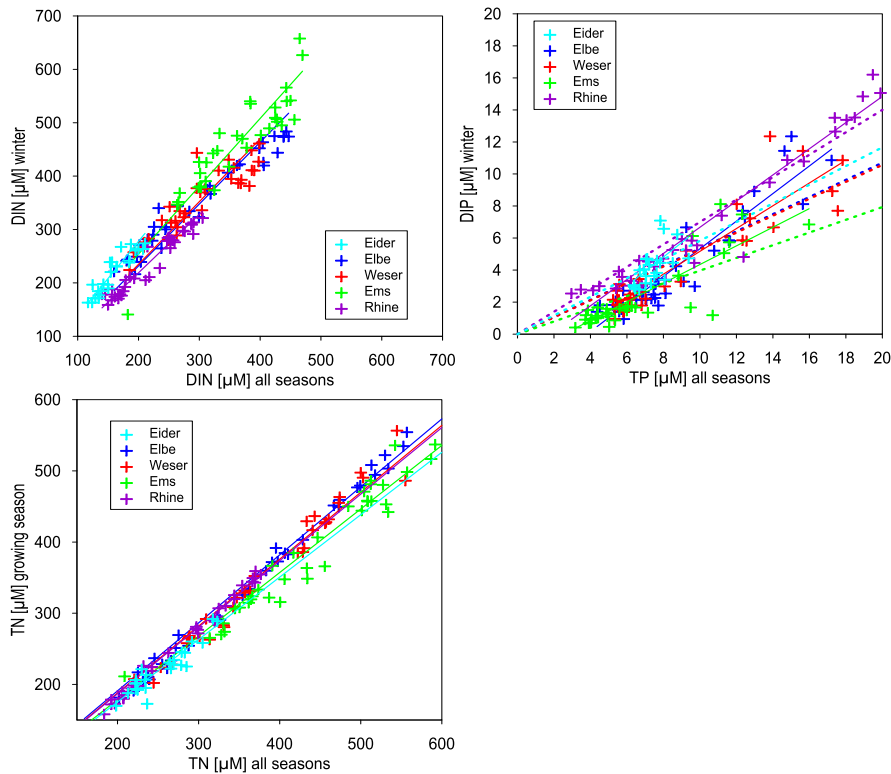 700
600
500
400
300
200
100
DIN [µM] winter
Eider
Elbe
Weser
Ems
Rhine
100 200 300 400 500 600 700
DIN [µM] all seasons
20
18
16
14
12
10
8
6
4
2
0
DIP [µM] winter
Eider
Elbe
Weser
Ems
Rhine
0 2 4 6 8 10 12 14 16 18 20
TP [µM] all seasons
600
500
400
300
200
TN [µM] growing season
Eider
Elbe
Weser
Ems
Rhine
200 300 400 500 600
TN [µM] all seasons